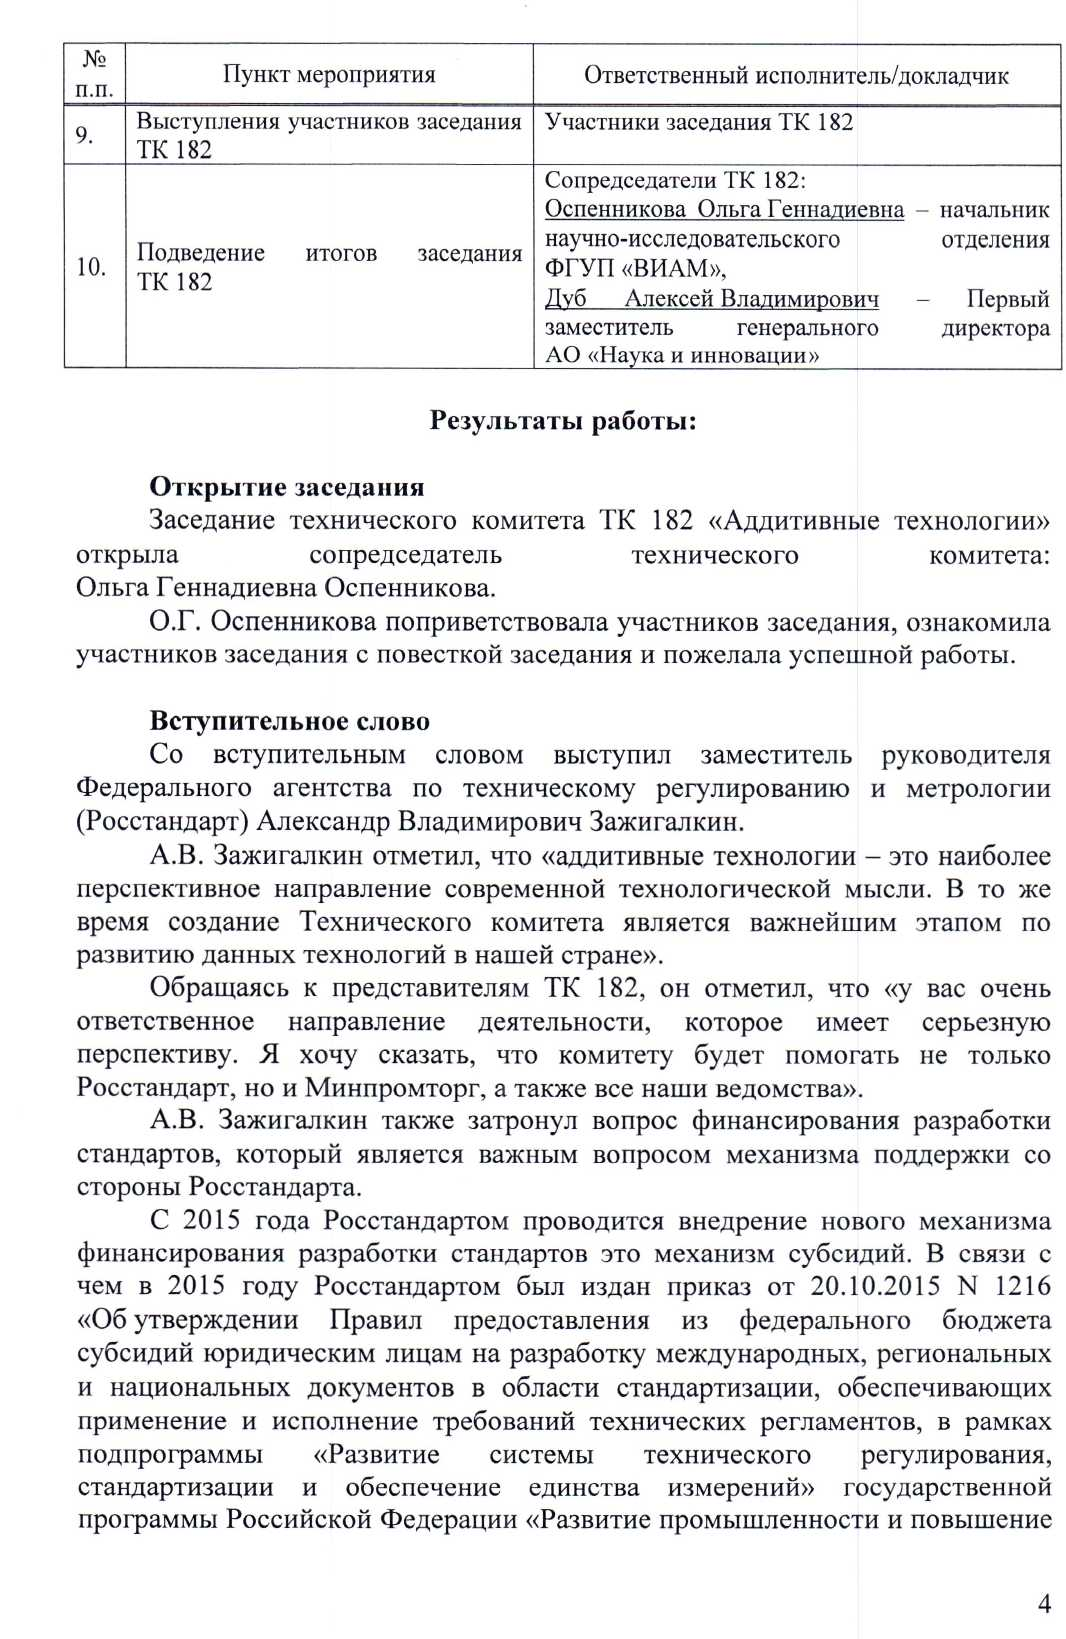 № п.п.
Пункт мероприятия
Ответственный исполнитель/докладчик
9.
Выступления участников заседания
ТК 182
Участники заседания ТК 182
10.
Подведение итогов заседания
ТК 182
Сопредседатели ТК 182:
Оспенникова Ольга Геннадиевна – начальник
научно-исследовательского отделения
ФГУП «ВИАМ»,
Дуб Алексей Владимирович – Первый
заместитель генерального директора
АО «Наука и инновации»
Результаты работы:
Открытие заседания
Заседание технического комитета ТК 182 «Аддитивные технологии»
открыла сопредседатель технического комитета:
Ольга Геннадиевна Оспенникова.
О.Г. Оспенникова поприветствовала участников заседания, ознакомила
участников заседания с повесткой заседания и пожелала успешной работы.
Вступительное слово
Со вступительным словом выступил заместитель руководителя
Федерального агентства по техническому регулированию и метрологии
(Росстандарт) Александр Владимирович Зажигалкин.
А.В. Зажигалкин отметил, что «аддитивные технологии – это наиболее
перспективное направление современной технологической мысли. В то же
время создание Технического комитета является важнейшим этапом по
развитию данных технологий в нашей стране».
Обращаясь к представителям ТК 182, он отметил, что «у вас очень
ответственное направление деятельности, которое имеет серьезную
перспективу. Я хочу сказать, что комитету будет помогать не только
Росстандарт, но и Минпромторг, а также все наши ведомства».
А.В. Зажигалкин также затронул вопрос финансирования разработки
стандартов, который является важным вопросом механизма поддержки со
стороны Росстандарта.
С 2015 года Росстандартом проводится внедрение нового механизма
финансирования разработки стандартов это механизм субсидий. В связи с
чем в 2015 году Росстандартом был издан приказ от 20.10.2015 N 1216
«Об утверждении Правил предоставления из федерального бюджета
субсидий юридическим лицам на разработку международных, региональных
и национальных документов в области стандартизации, обеспечивающих
применение и исполнение требований технических регламентов, в рамках
подпрограммы «Развитие системы технического регулирования,
стандартизации и обеспечение единства измерений» государственной
программы Российской Федерации «Развитие промышленности и повышение
4